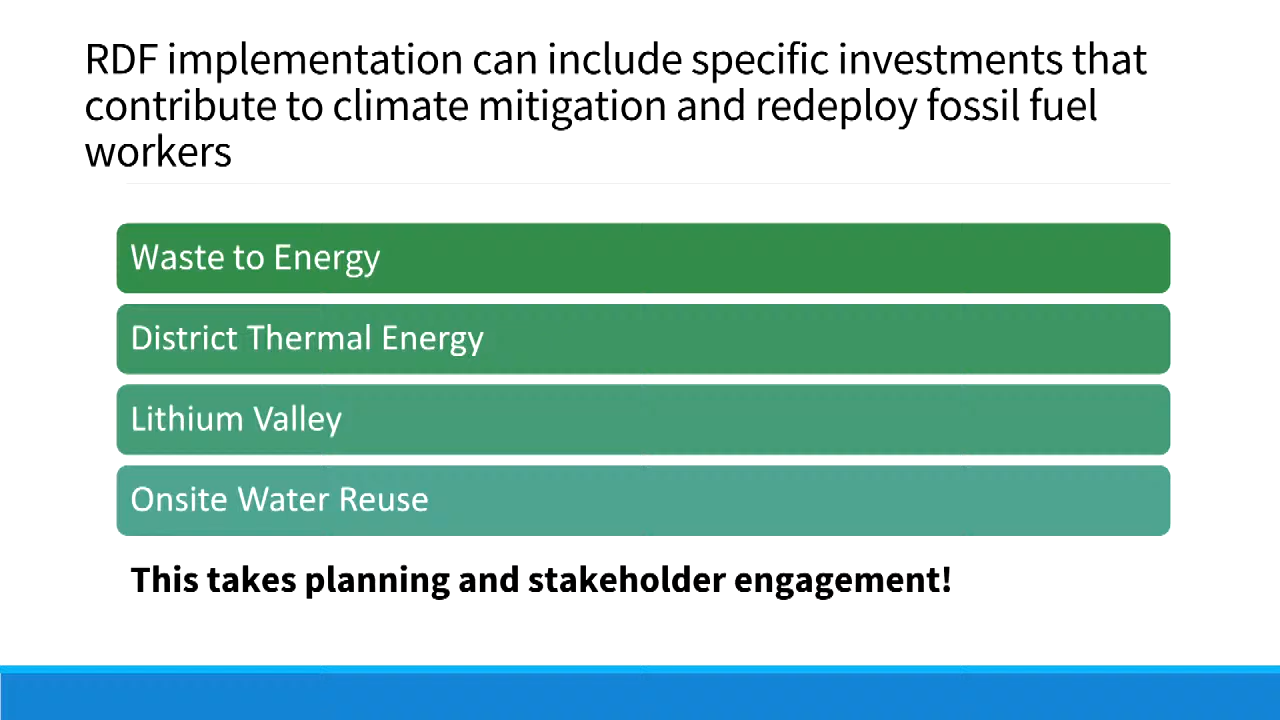 RDF implementation can include specific investments that
contribute to climate mitigation and redeploy fossil fuel
workers
Waste to Energy
District Thermal Energy
Lithium Valley
Onsite Water Reuse
This takes planning and stakeholder engagement!